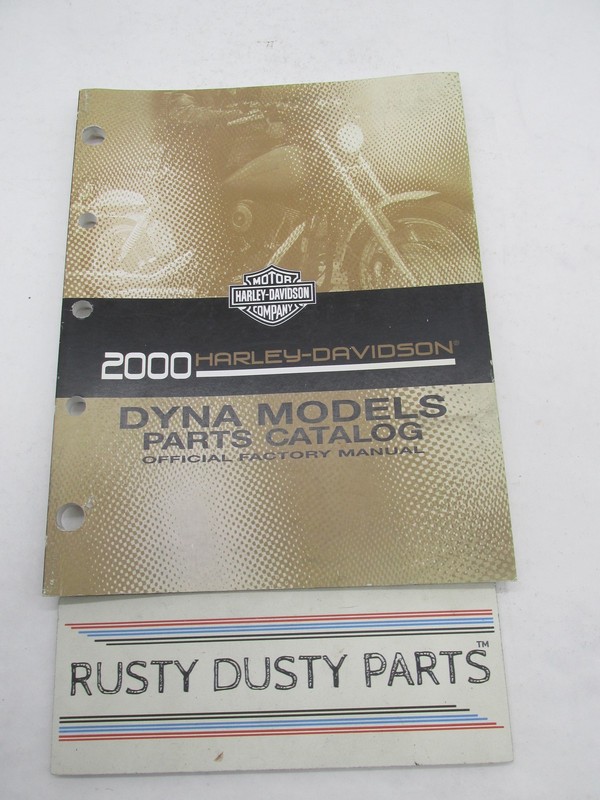 MOTOR
HARLEY-DAVIDSON
COMPANY
2000 HARLEY-DAVIDSON®
DYNA MODELS
PARTS CATALOG
OFFICIAL FACTORY MANUAL
RUSTY DUSTY PARTS™